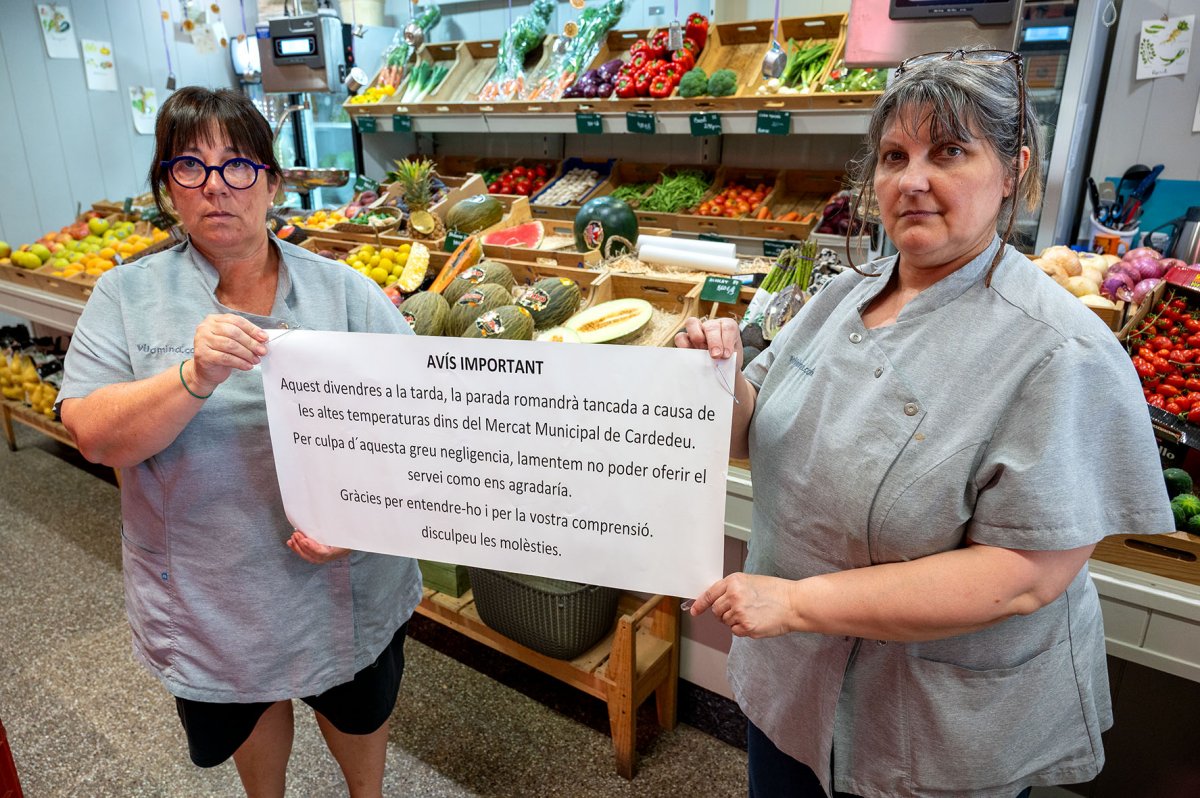 AVÍS IMPORTANT
Aquest divendres a la tarda, la parada romandrà tancada a causa de
les altes temperatures dins del Mercat Municipal de Cardedeu.
Per culpa d´aquesta greu negligencia, lamentem no poder oferir el
servei como ens agradaría.
Gràcies per entendre-ho i per la vostra comprensió.
disculpeu les molèsties.